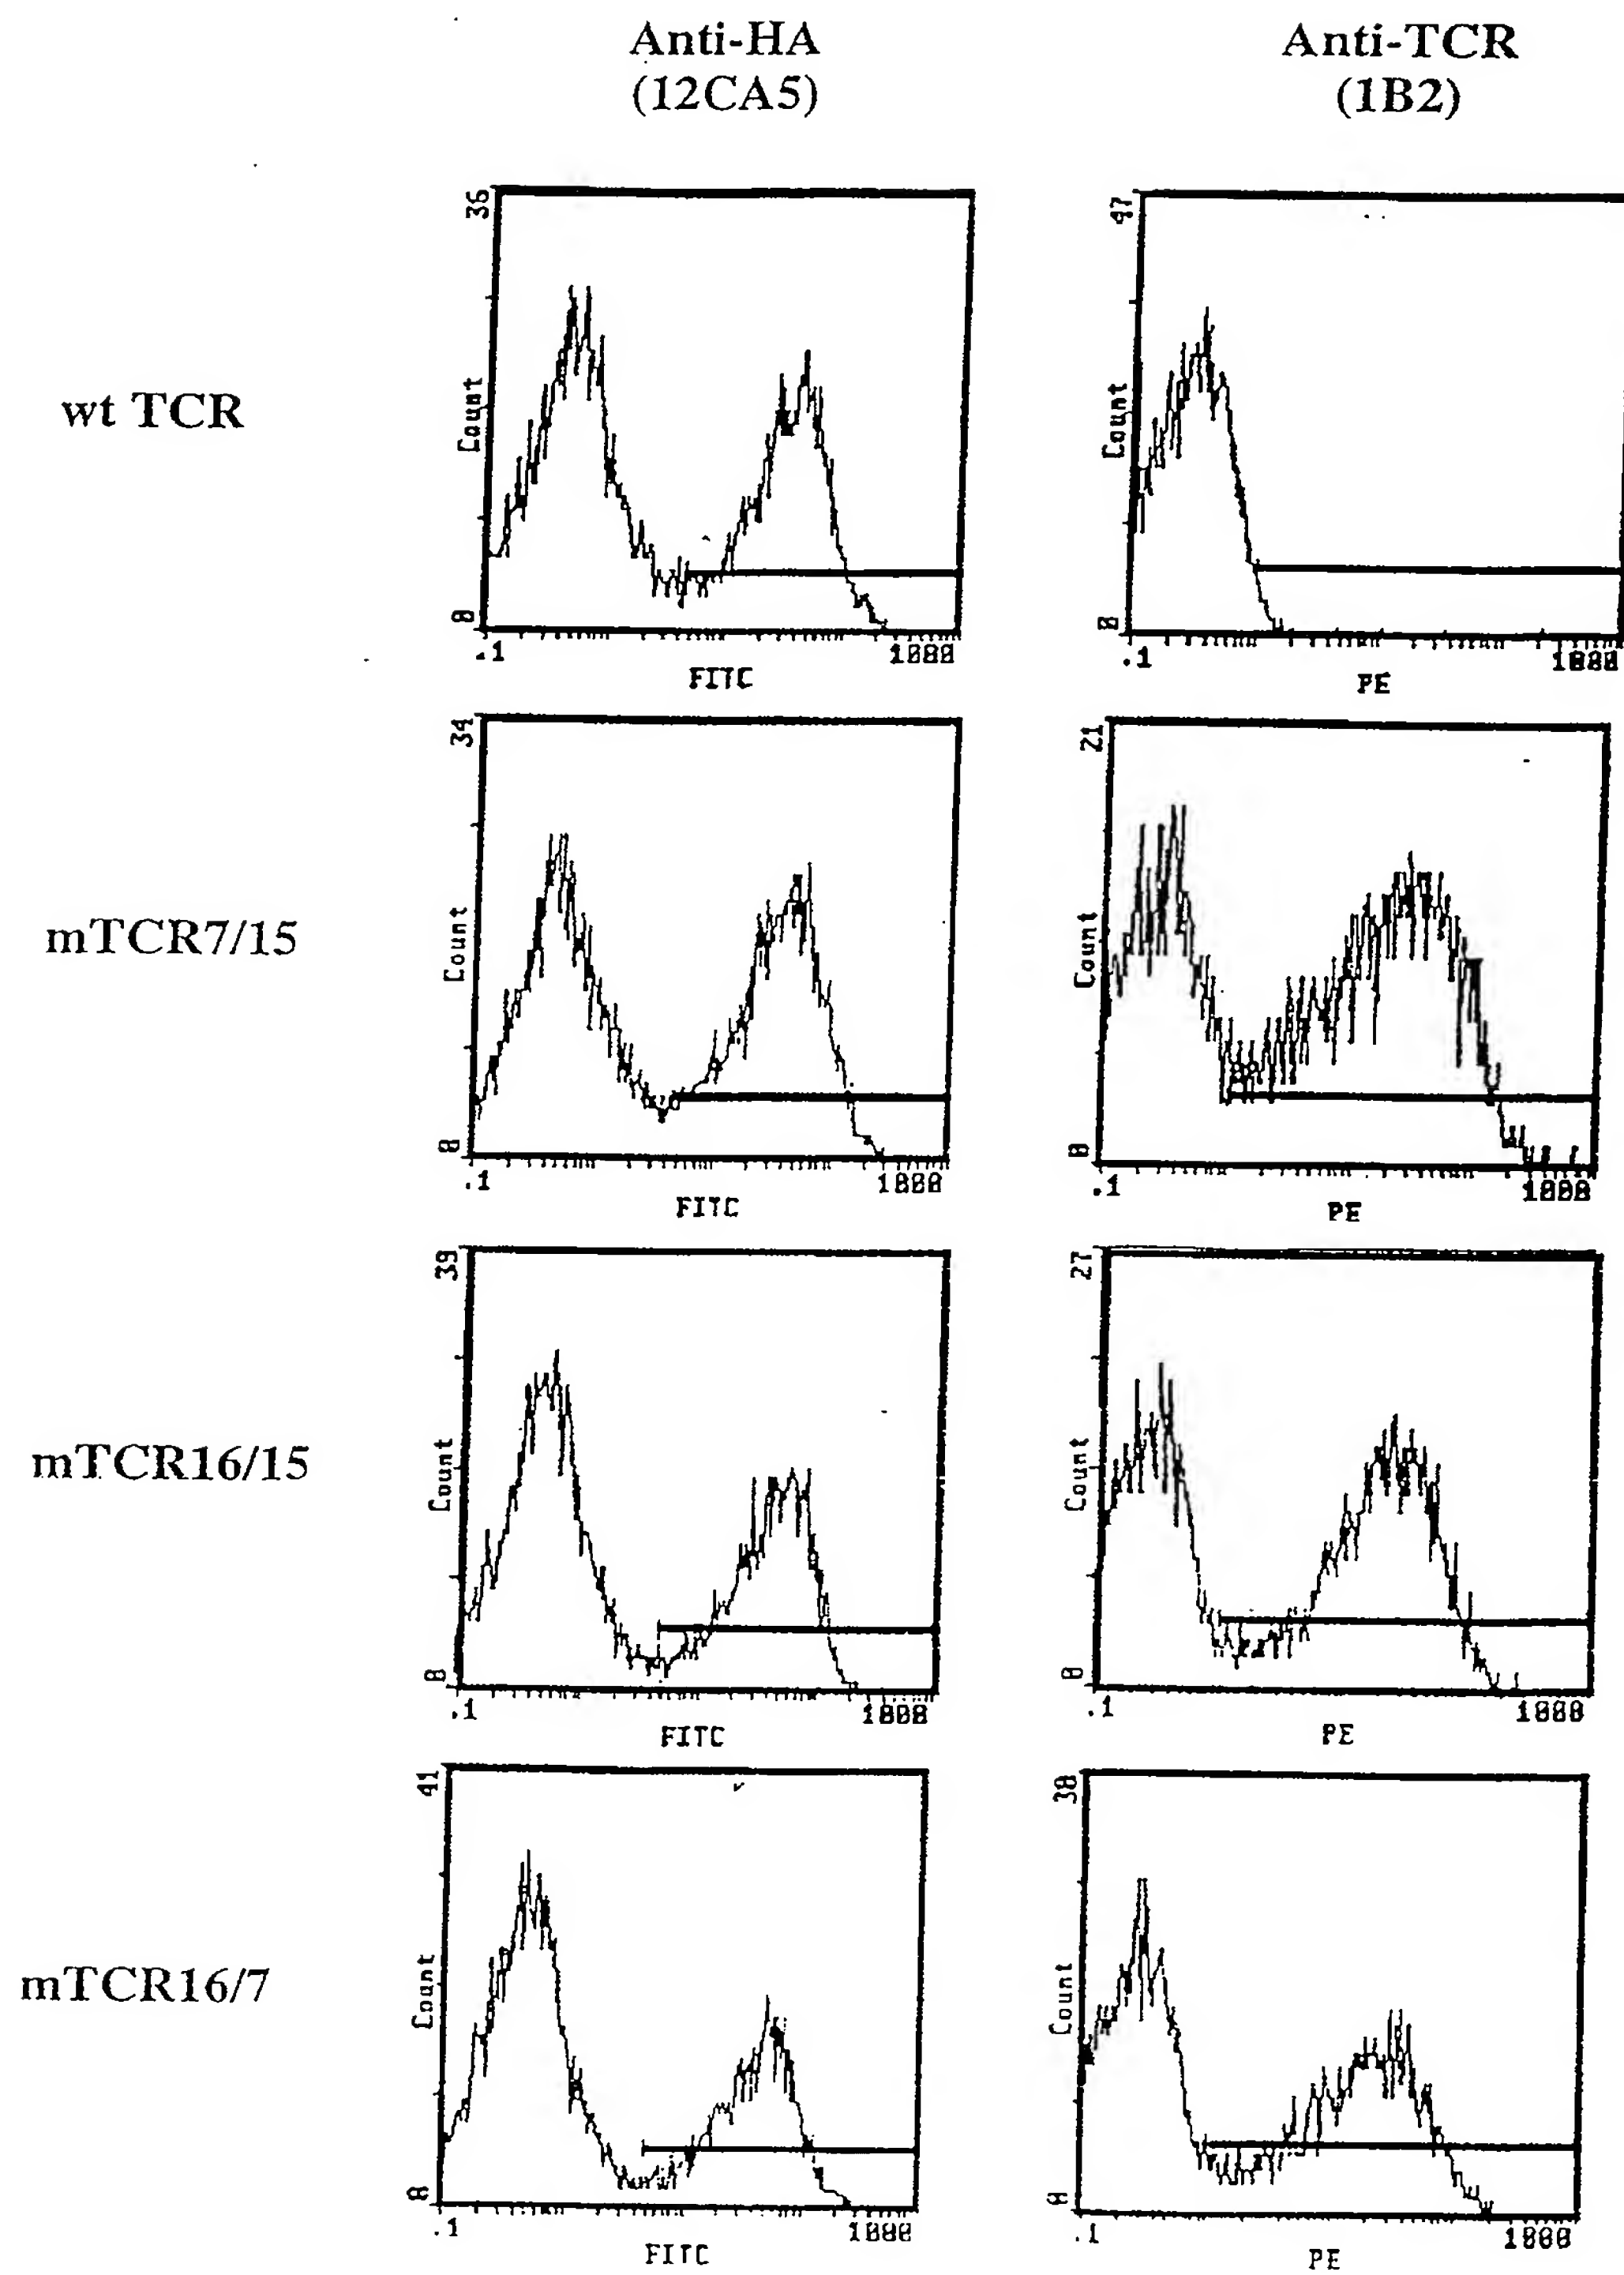 Anti-HA
(12CA5)
Anti-TCR
(1B2)
wt TCR
36
Count
0
.1
1000
FITC
47
Count
0
.1
1000
PE
mTCR7/15
34
Count
0
.1
1000
FITC
21
Count
0
.1
1000
PE
mTCR16/15
39
Count
0
.1
1000
FITC
27
Count
0
.1
1000
PE
mTCR16/7
41
Count
0
.1
1000
FITC
38
Count
0
.1
1000
PE